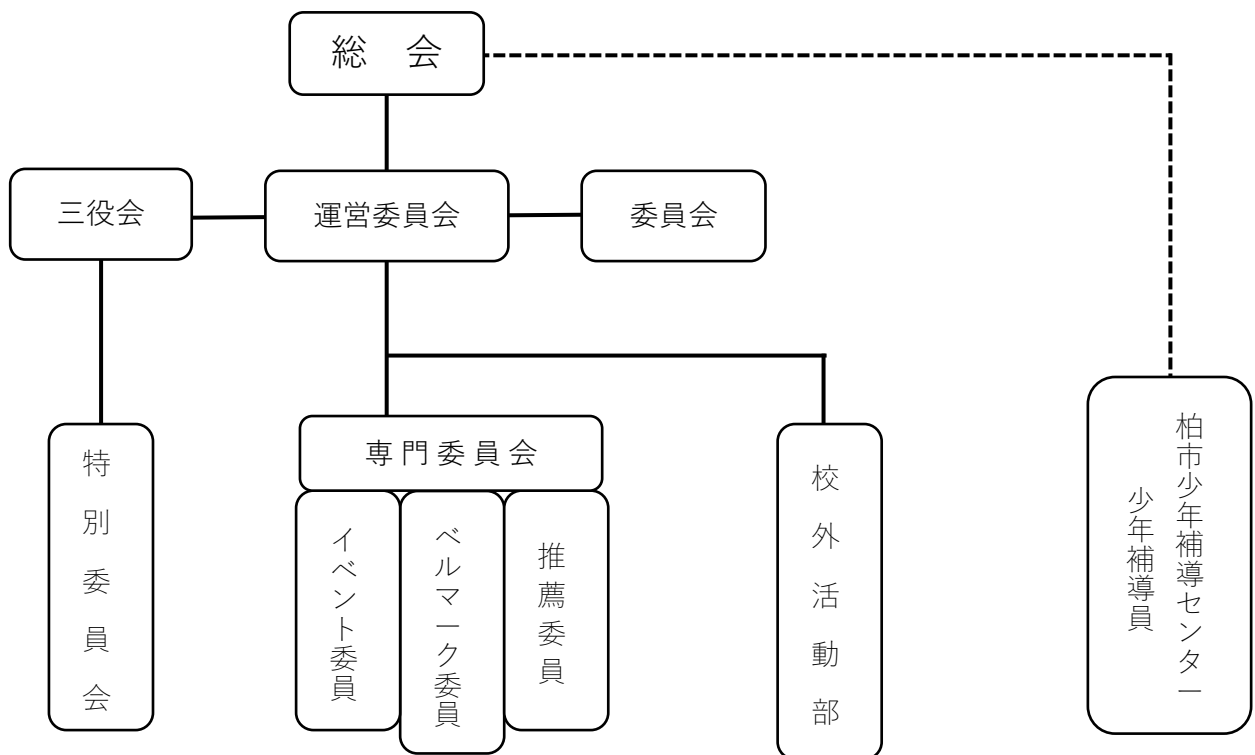 総　会
三役会
運営委員会
委員会
特別委員会
専門委員会
イベント委員
ベルマーク委員
推薦委員
校外活動部
柏市少年補導センター
少年補導員